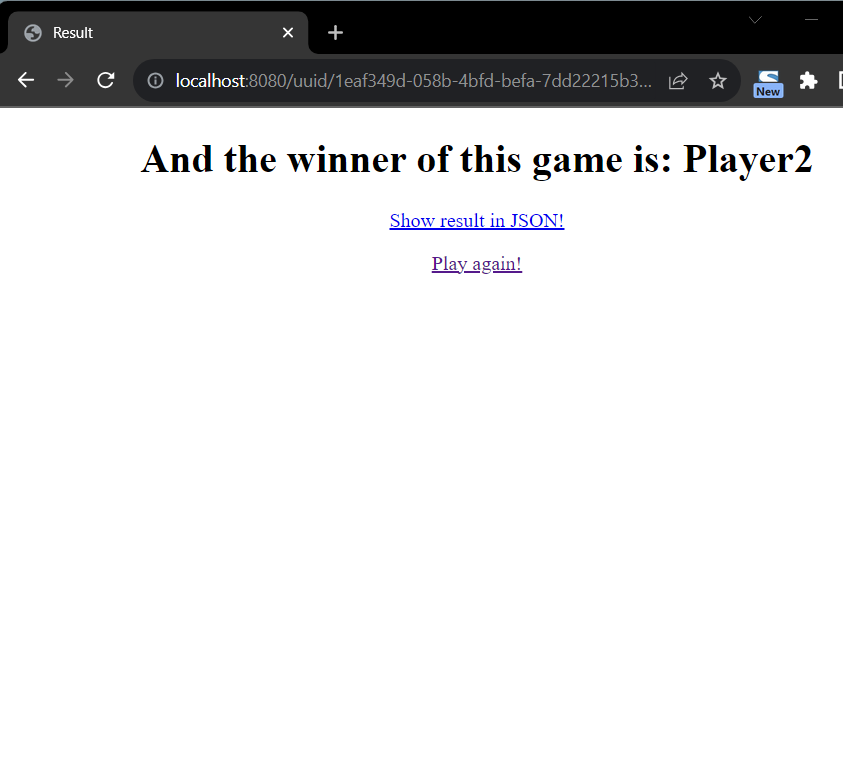 Result
localhost:8080/uuid/1eaf349d-058b-4bfd-befa-7dd22215b3...
New
And the winner of this game is: Player2
Show result in JSON!
Play again!